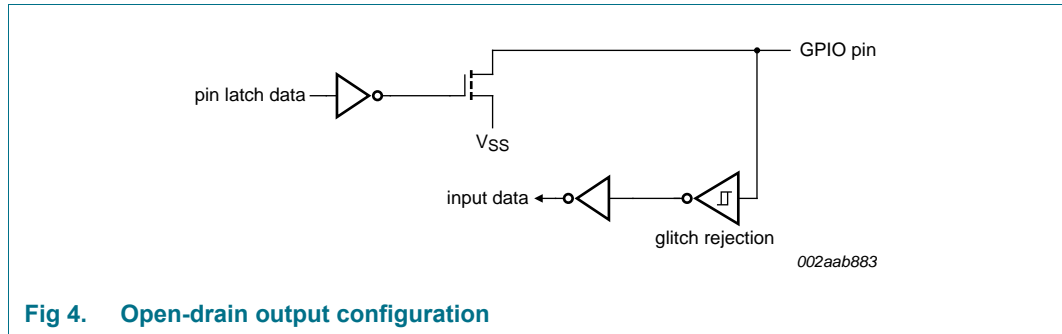 GPIO pin
pin latch data
VSS
input data
glitch rejection
002aab883
Fig 4. Open-drain output configuration